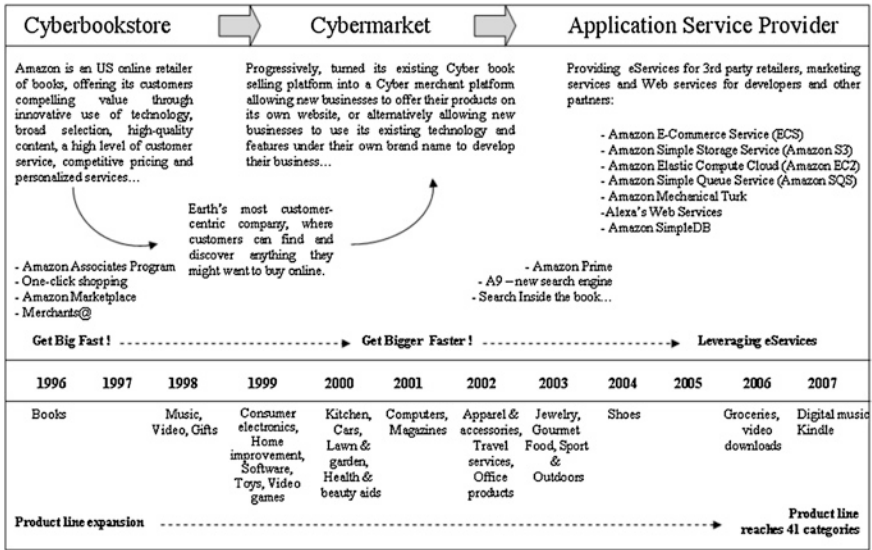 Cyberbookstore
Cybermarket
Application Service Provider
Amazon is an US online retailer
of books, offering its customers
compelling value through
innovative use of technology,
broad selection, high-quality
content, a high level of customer
service, competitive pricing and
personalized services...
Progressively, turned its existing Cyber book
selling platform into a Cyber merchant platform
allowing new businesses to offer their products on
its own website, or alternatively allowing new
businesses to use its existing technology and
features under their own brand name to develop
their business...
Providing eServices for 3rd party retailers, marketing
services and Web services for developers and other
partners:
- Amazon E-Commerce Service (ECS)
- Amazon Simple Storage Service (Amazon S3)
- Amazon Elastic Compute Cloud (Amazon EC2)
- Amazon Simple Queue Service (Amazon SQS)
- Amazon Mechanical Turk
-Alexa's Web Services
- Amazon SimpleDB
Earth's most customer-
centric company, where
customers can find and
discover anything they
might want to buy online.
- Amazon Associates Program
- One-click shopping
- Amazon Marketplace
- Merchants@
- Amazon Prime
- A9 – new search engine
- Search Inside the book...
Get Big Fast !
Get Bigger Faster !
Leveraging eServices
1996 1997 1998 1999 2000 2001 2002 2003 2004 2005 2006 2007
Books
Music,
Video, Gifts
Consumer
electronics,
Home
improvement,
Software,
Toys, Video
games
Kitchen,
Cars,
Lawn &
garden,
Health &
beauty aids
Computers,
Magazines
Apparel &
accessories,
Travel
services,
Office
products
Jewelry,
Gourmet
Food, Sport
&
Outdoors
Shoes
Groceries,
video
downloads
Digital music
Kindle
Product line expansion
Product line
reaches 41 categories